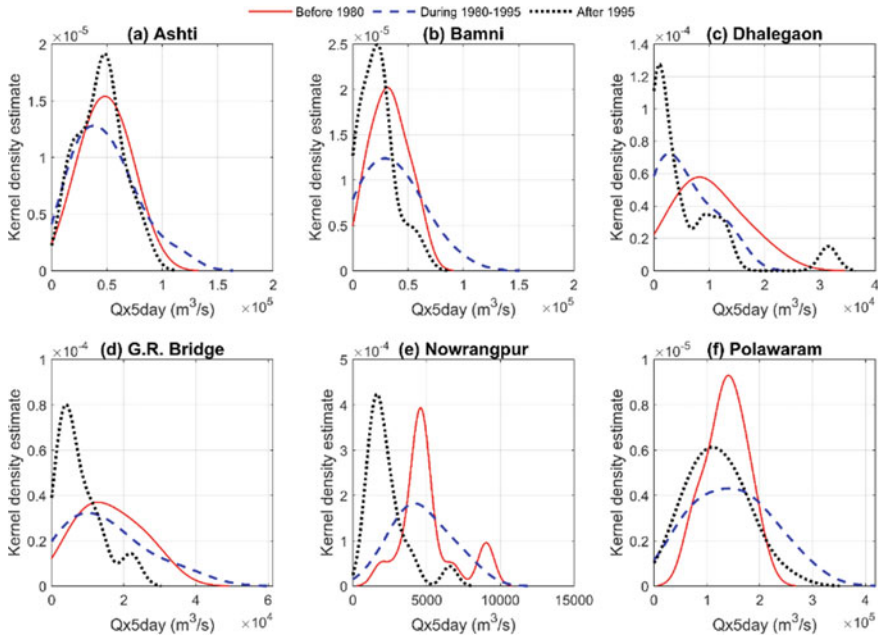 Before 1980 During 1980-1995 After 1995
×10⁻⁵ (a) Ashti
Kernel density estimate
2
1.5
1
0.5
0
0 0.5 1 1.5 2
Qx5day (m³/s) ×10⁵
×10⁻⁵ (b) Bamni
Kernel density estimate
2.5
2
1.5
1
0.5
0
0 0.5 1 1.5 2
Qx5day (m³/s) ×10⁵
×10⁻⁴ (c) Dhalegaon
Kernel density estimate
1.4
1.2
1
0.8
0.6
0.4
0.2
0
0 1 2 3 4
Qx5day (m³/s) ×10⁴
×10⁻⁴ (d) G.R. Bridge
Kernel density estimate
1
0.8
0.6
0.4
0.2
0
0 2 4 6
Qx5day (m³/s) ×10⁴
×10⁻⁴ (e) Nowrangpur
Kernel density estimate
5
4
3
2
1
0
0 5000 10000 15000
Qx5day (m³/s)
×10⁻⁵ (f) Polawaram
Kernel density estimate
1
0.8
0.6
0.4
0.2
0
0 1 2 3 4
Qx5day (m³/s) ×10⁵